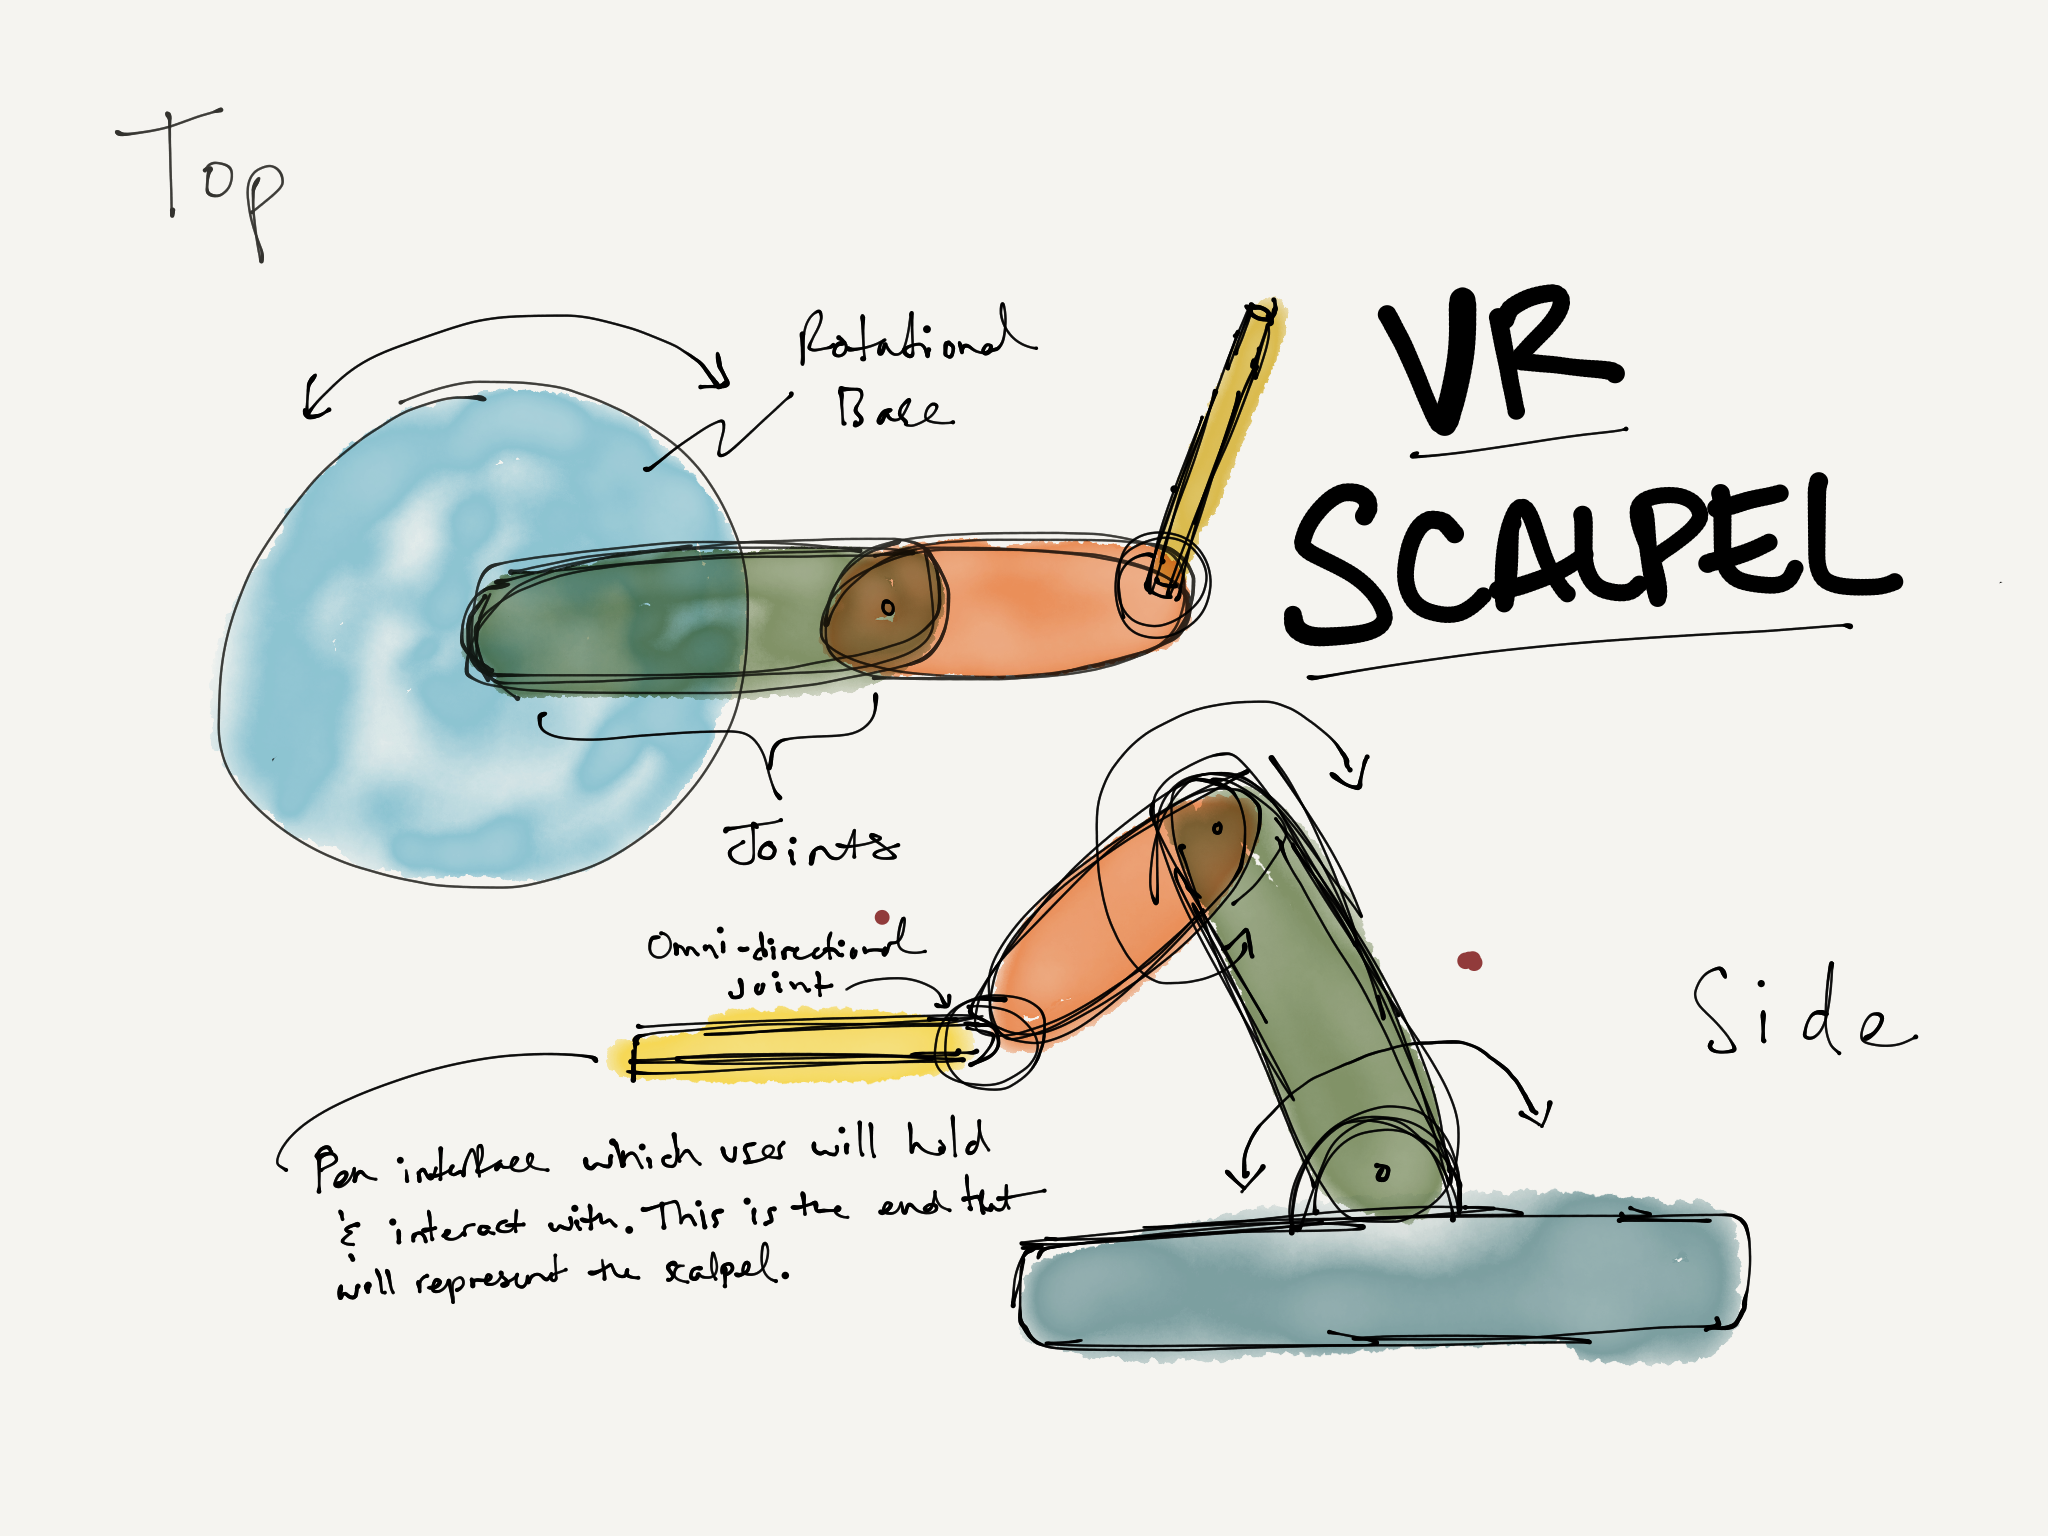 Top
Rotational
Base
VR
SCALPEL
Joints
Omni-directional
joint
Side
Pen interface which user will hold
& interact with. This is the end that
will represent the scalpel.